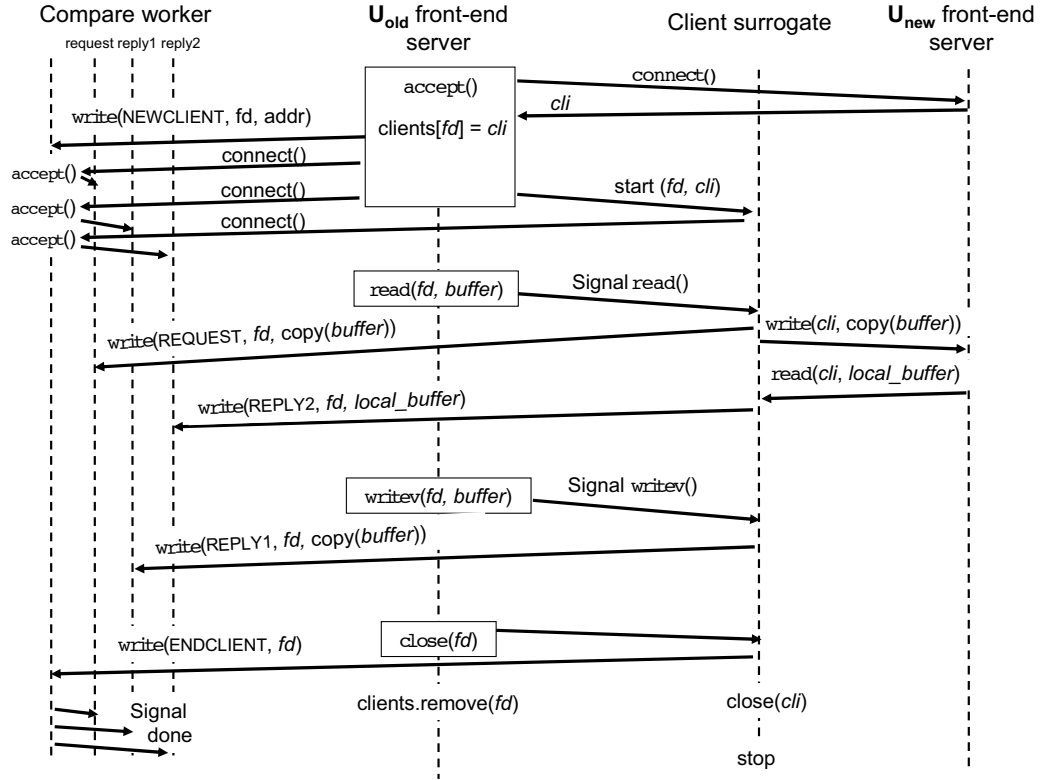 Compare worker
U_old front-end
server
Client surrogate
U_new front-end
server
request reply1 reply2
accept()
connect()
cli
write(NEWCLIENT, fd, addr)
clients[fd] = cli
connect()
accept()
connect()
start (fd, cli)
accept()
connect()
accept()
read(fd, buffer)
Signal read()
write(REQUEST, fd, copy(buffer))
write(cli, copy(buffer))
read(cli, local_buffer)
write(REPLY2, fd, local_buffer)
writev(fd, buffer)
Signal writev()
write(REPLY1, fd, copy(buffer))
write(ENDCLIENT, fd)
close(fd)
clients.remove(fd)
close(cli)
Signal
done
stop